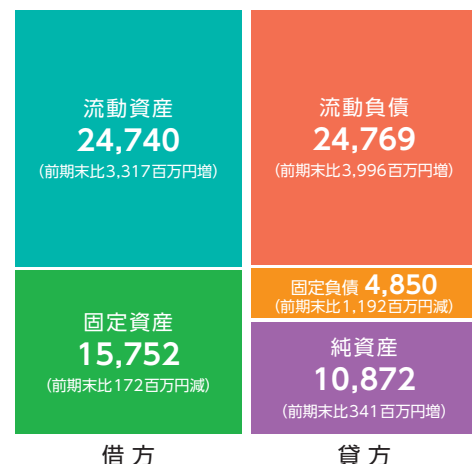 流動資産
24,740
(前期末比3,317百万円増)
固定資産
15,752
(前期末比172百万円減)
借方
流動負債
24,769
(前期末比3,996百万円増)
固定負債 4,850
(前期末比1,192百万円減)
純資産
10,872
(前期末比341百万円増)
貸方